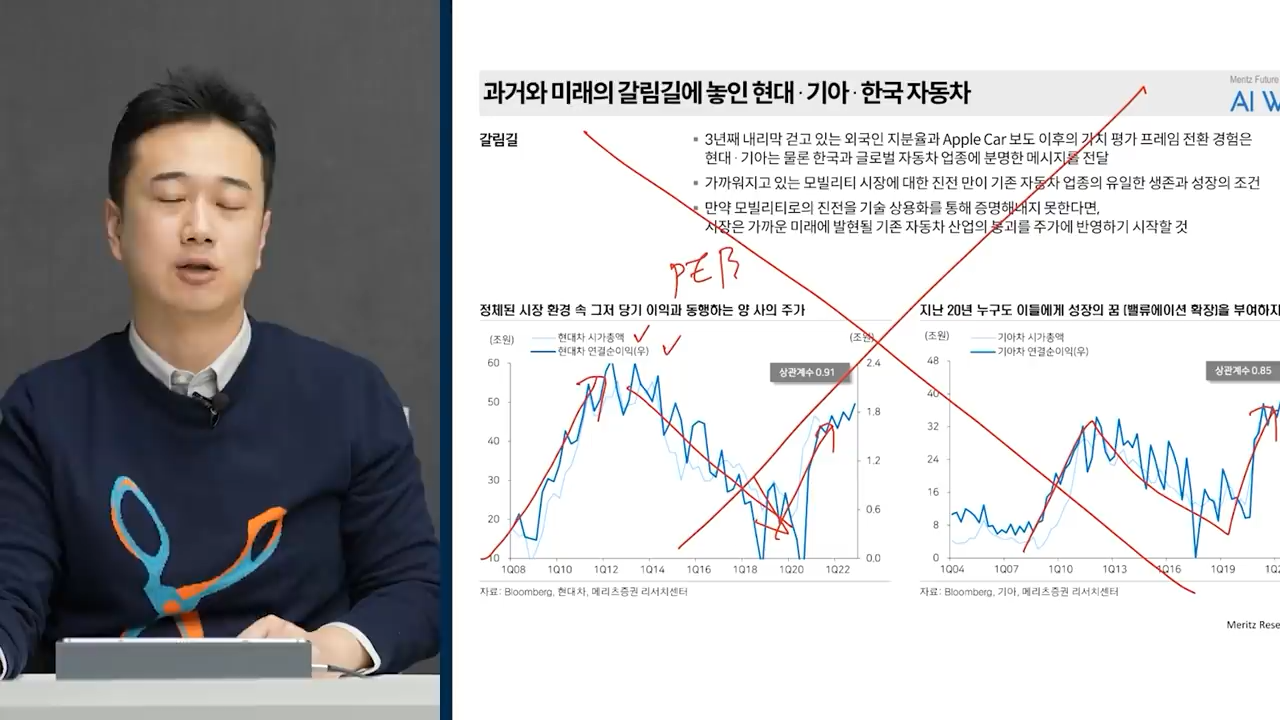 Meritz Future
AI W
과거와 미래의 갈림길에 놓인 현대 · 기아 · 한국 자동차
갈림길
▪ 3년째 내리막 걷고 있는 외국인 지분율과 Apple Car 보도 이후의 가치 평가 프레임 전환 경험은
현대 · 기아는 물론 한국과 글로벌 자동차 업종에 분명한 메시지를 전달
▪ 가까워지고 있는 모빌리티 시장에 대한 진전 만이 기존 자동차 업종의 유일한 생존과 성장의 조건
▪ 만약 모빌리티로의 진전을 기술 상용화를 통해 증명해내지 못한다면,
시장은 가까운 미래에 발현될 기존 자동차 산업의 붕괴를 주가에 반영하기 시작할 것
정체된 시장 환경 속 그저 당기 이익과 동행하는 양 사의 주가
(조원)
현대차 시가총액
현대차 연결순이익(우)
(조원)
상관계수 0.91
60
50
40
30
20
10
2.4
1.8
1.2
0.6
0.0
1Q08 1Q10 1Q12 1Q14 1Q16 1Q18 1Q20 1Q22
자료: Bloomberg, 현대차, 메리츠증권 리서치센터
지난 20년 누구도 이들에게 성장의 꿈 (밸류에이션 확장)을 부여하지
(조원)
기아차 시가총액
기아차 연결순이익(우)
상관계수 0.85
48
40
32
24
16
8
0
1Q04 1Q07 1Q10 1Q13 1Q16 1Q19 1Q2
자료: Bloomberg, 기아, 메리츠증권 리서치센터
Meritz Rese